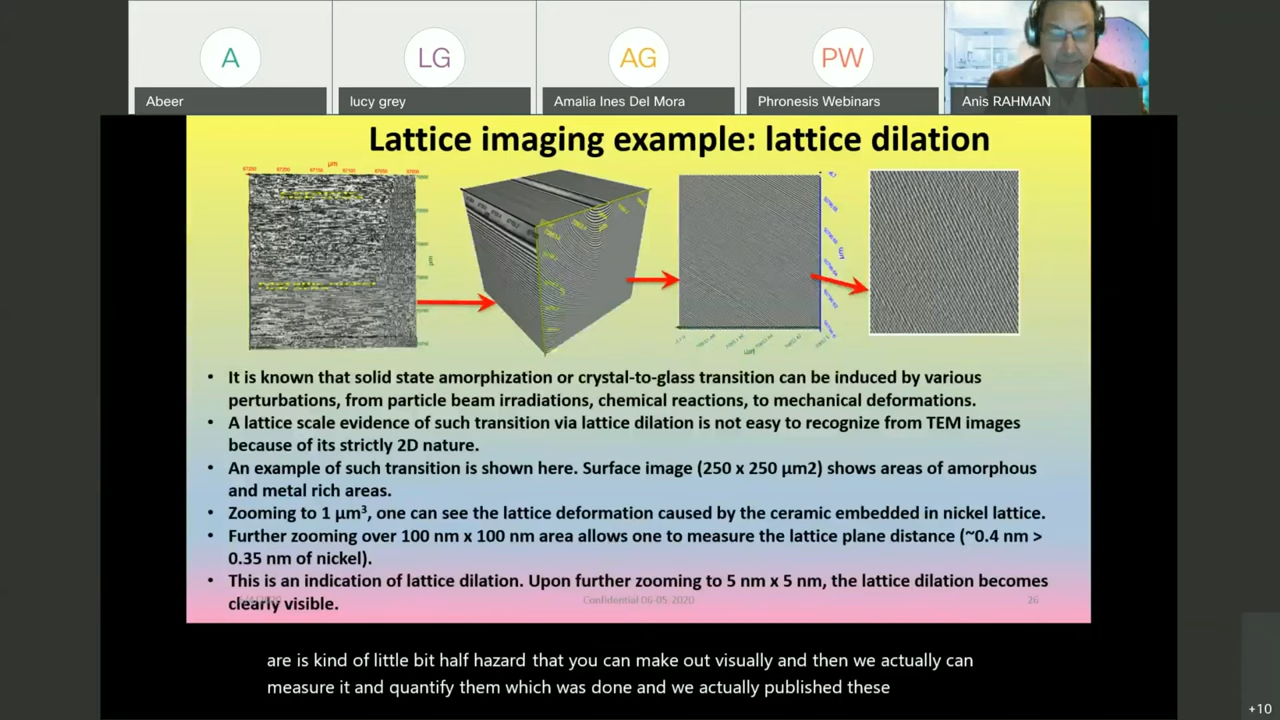 A
LG
AG
PW
Abeer
lucy grey
Amalia Ines Del Mora
Phronesis Webinars
Anis RAHMAN
Lattice imaging example: lattice dilation
µm
µm
• It is known that solid state amorphization or crystal-to-glass transition can be induced by various
perturbations, from particle beam irradiations, chemical reactions, to mechanical deformations.
• A lattice scale evidence of such transition via lattice dilation is not easy to recognize from TEM images
because of its strictly 2D nature.
• An example of such transition is shown here. Surface image (250 x 250 µm2) shows areas of amorphous
and metal rich areas.
• Zooming to 1 µm³, one can see the lattice deformation caused by the ceramic embedded in nickel lattice.
• Further zooming over 100 nm x 100 nm area allows one to measure the lattice plane distance (~0.4 nm >
0.35 nm of nickel).
• This is an indication of lattice dilation. Upon further zooming to 5 nm x 5 nm, the lattice dilation becomes
clearly visible.
Confidential 06-05-2020
26
are is kind of little bit half hazard that you can make out visually and then we actually can
measure it and quantify them which was done and we actually published these
+10